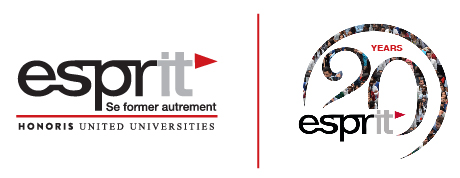 esprit
Se former autrement
HONORIS UNITED UNIVERSITIES
20
YEARS
esprit